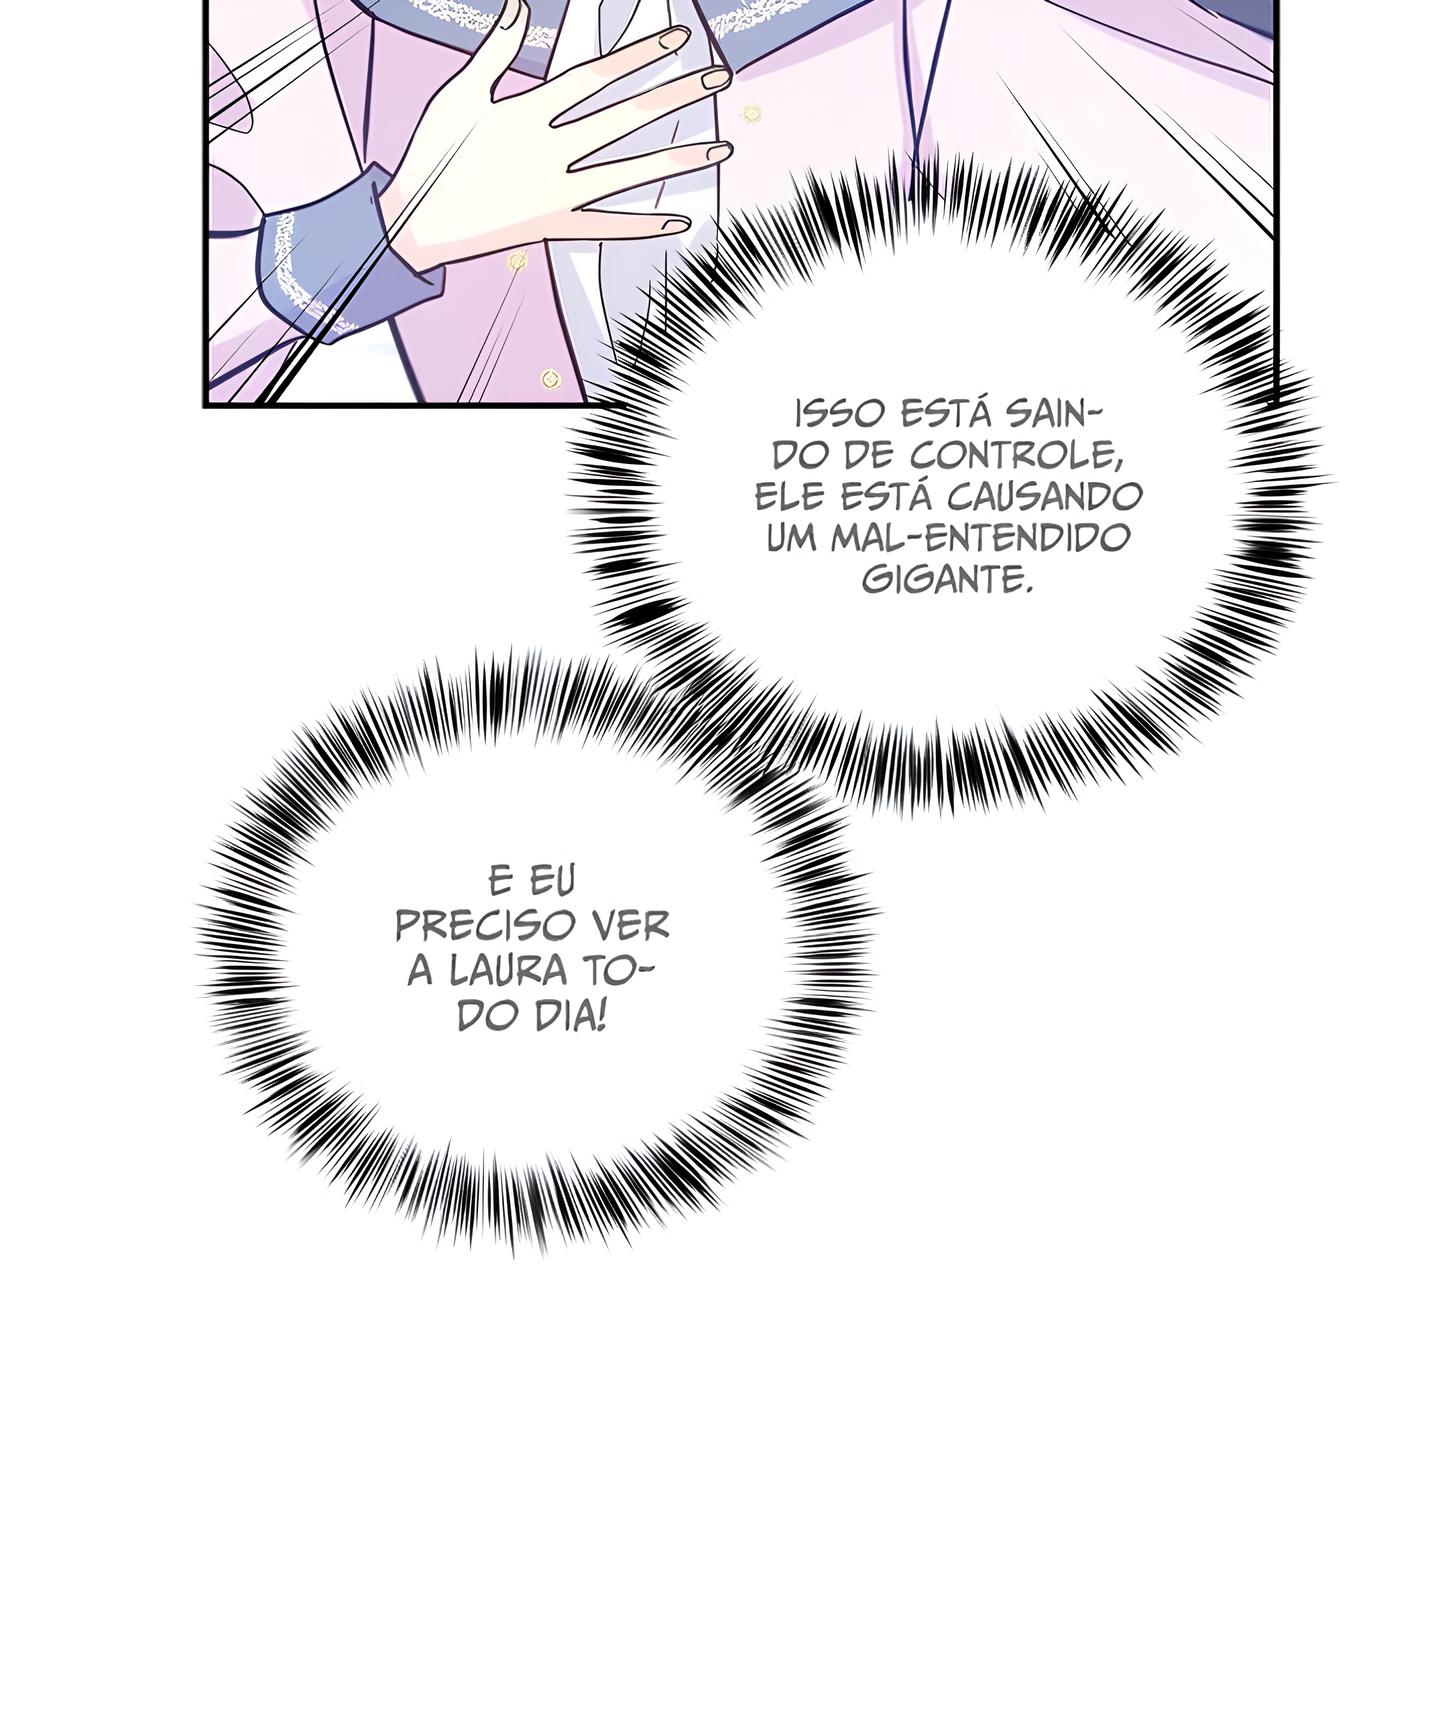 ISSO ESTÁ SAIN-
DO DE CONTROLE,
ELE ESTÁ CAUSANDO
UM MAL-ENTENDIDO
GIGANTE.
E EU
PRECISO VER
A LAURA TO-
DO DIA!